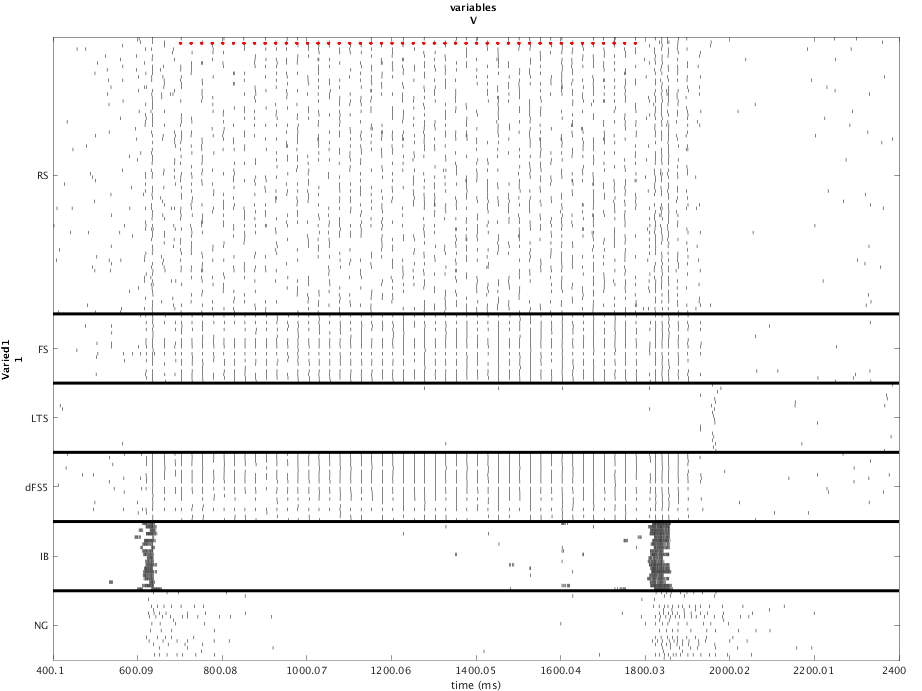 variables
V
RS
FS
LTS
dFS5
IB
NG
Varied1
1
400.1 600.09 800.08 1000.07 1200.06 1400.05 1600.04 1800.03 2000.02 2200.01 2400
time (ms)